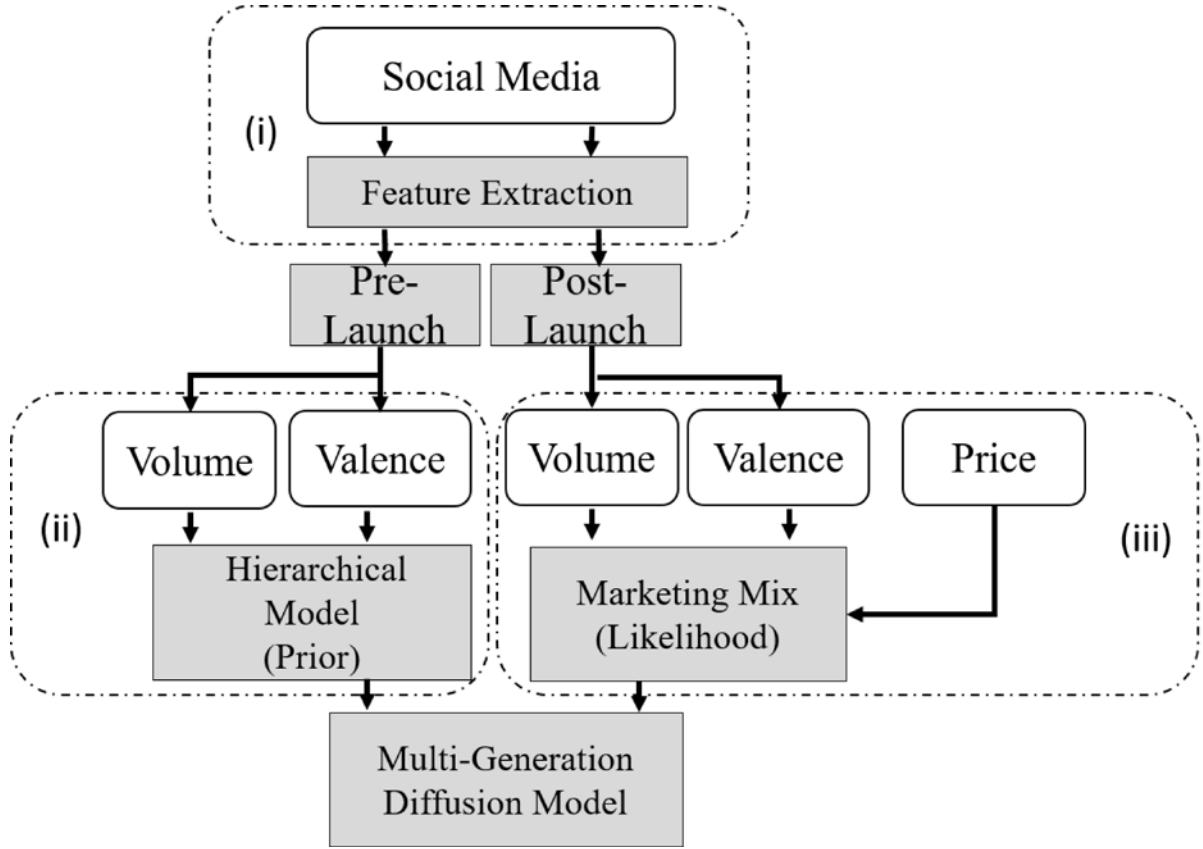 Social Media
(i)
Feature Extraction
Pre-
Launch
Post-
Launch
Volume
Valence
Volume
Valence
Price
(ii)
Hierarchical
Model
(Prior)
Marketing Mix
(Likelihood)
(iii)
Multi-Generation
Diffusion Model